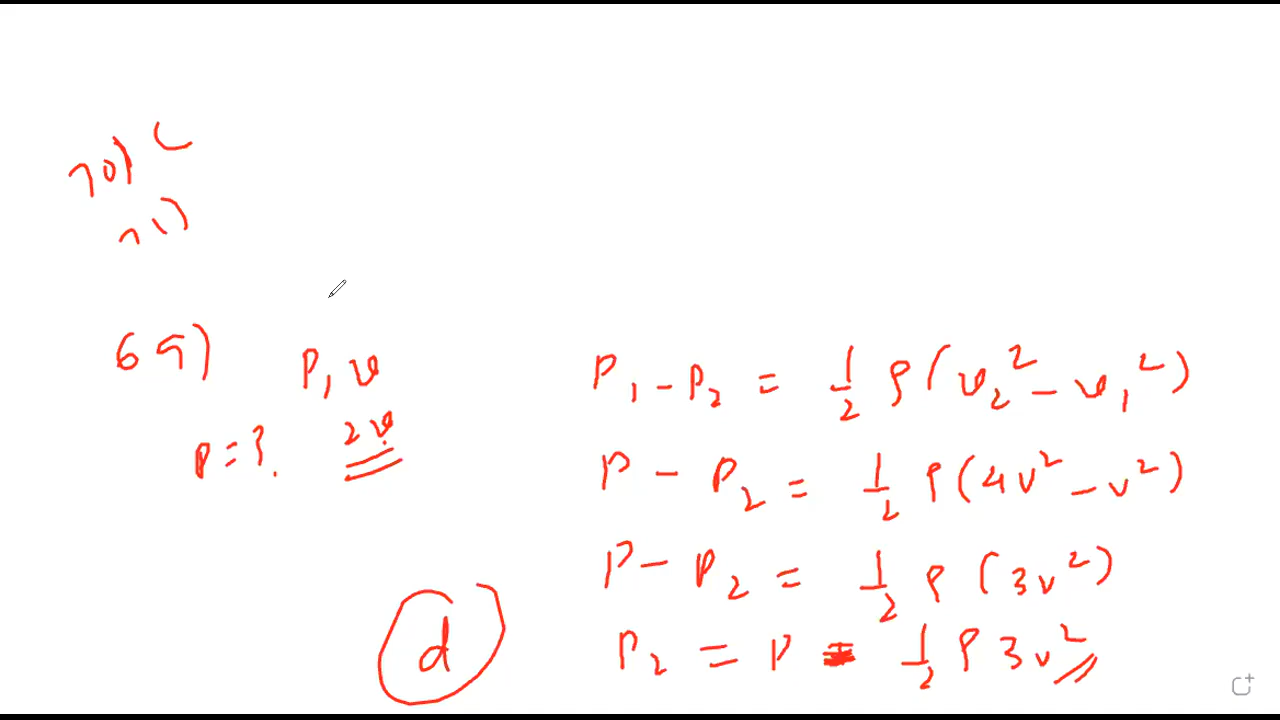 70) C
71)
69) P, v
P = ?. 2v
P₁ - P₂ = 1/2 ρ(v₂² - v₁²)
P - P₂ = 1/2 ρ(4v² - v²)
P - P₂ = 1/2 ρ (3v²)
P₂ = P - 1/2 ρ 3v²
d